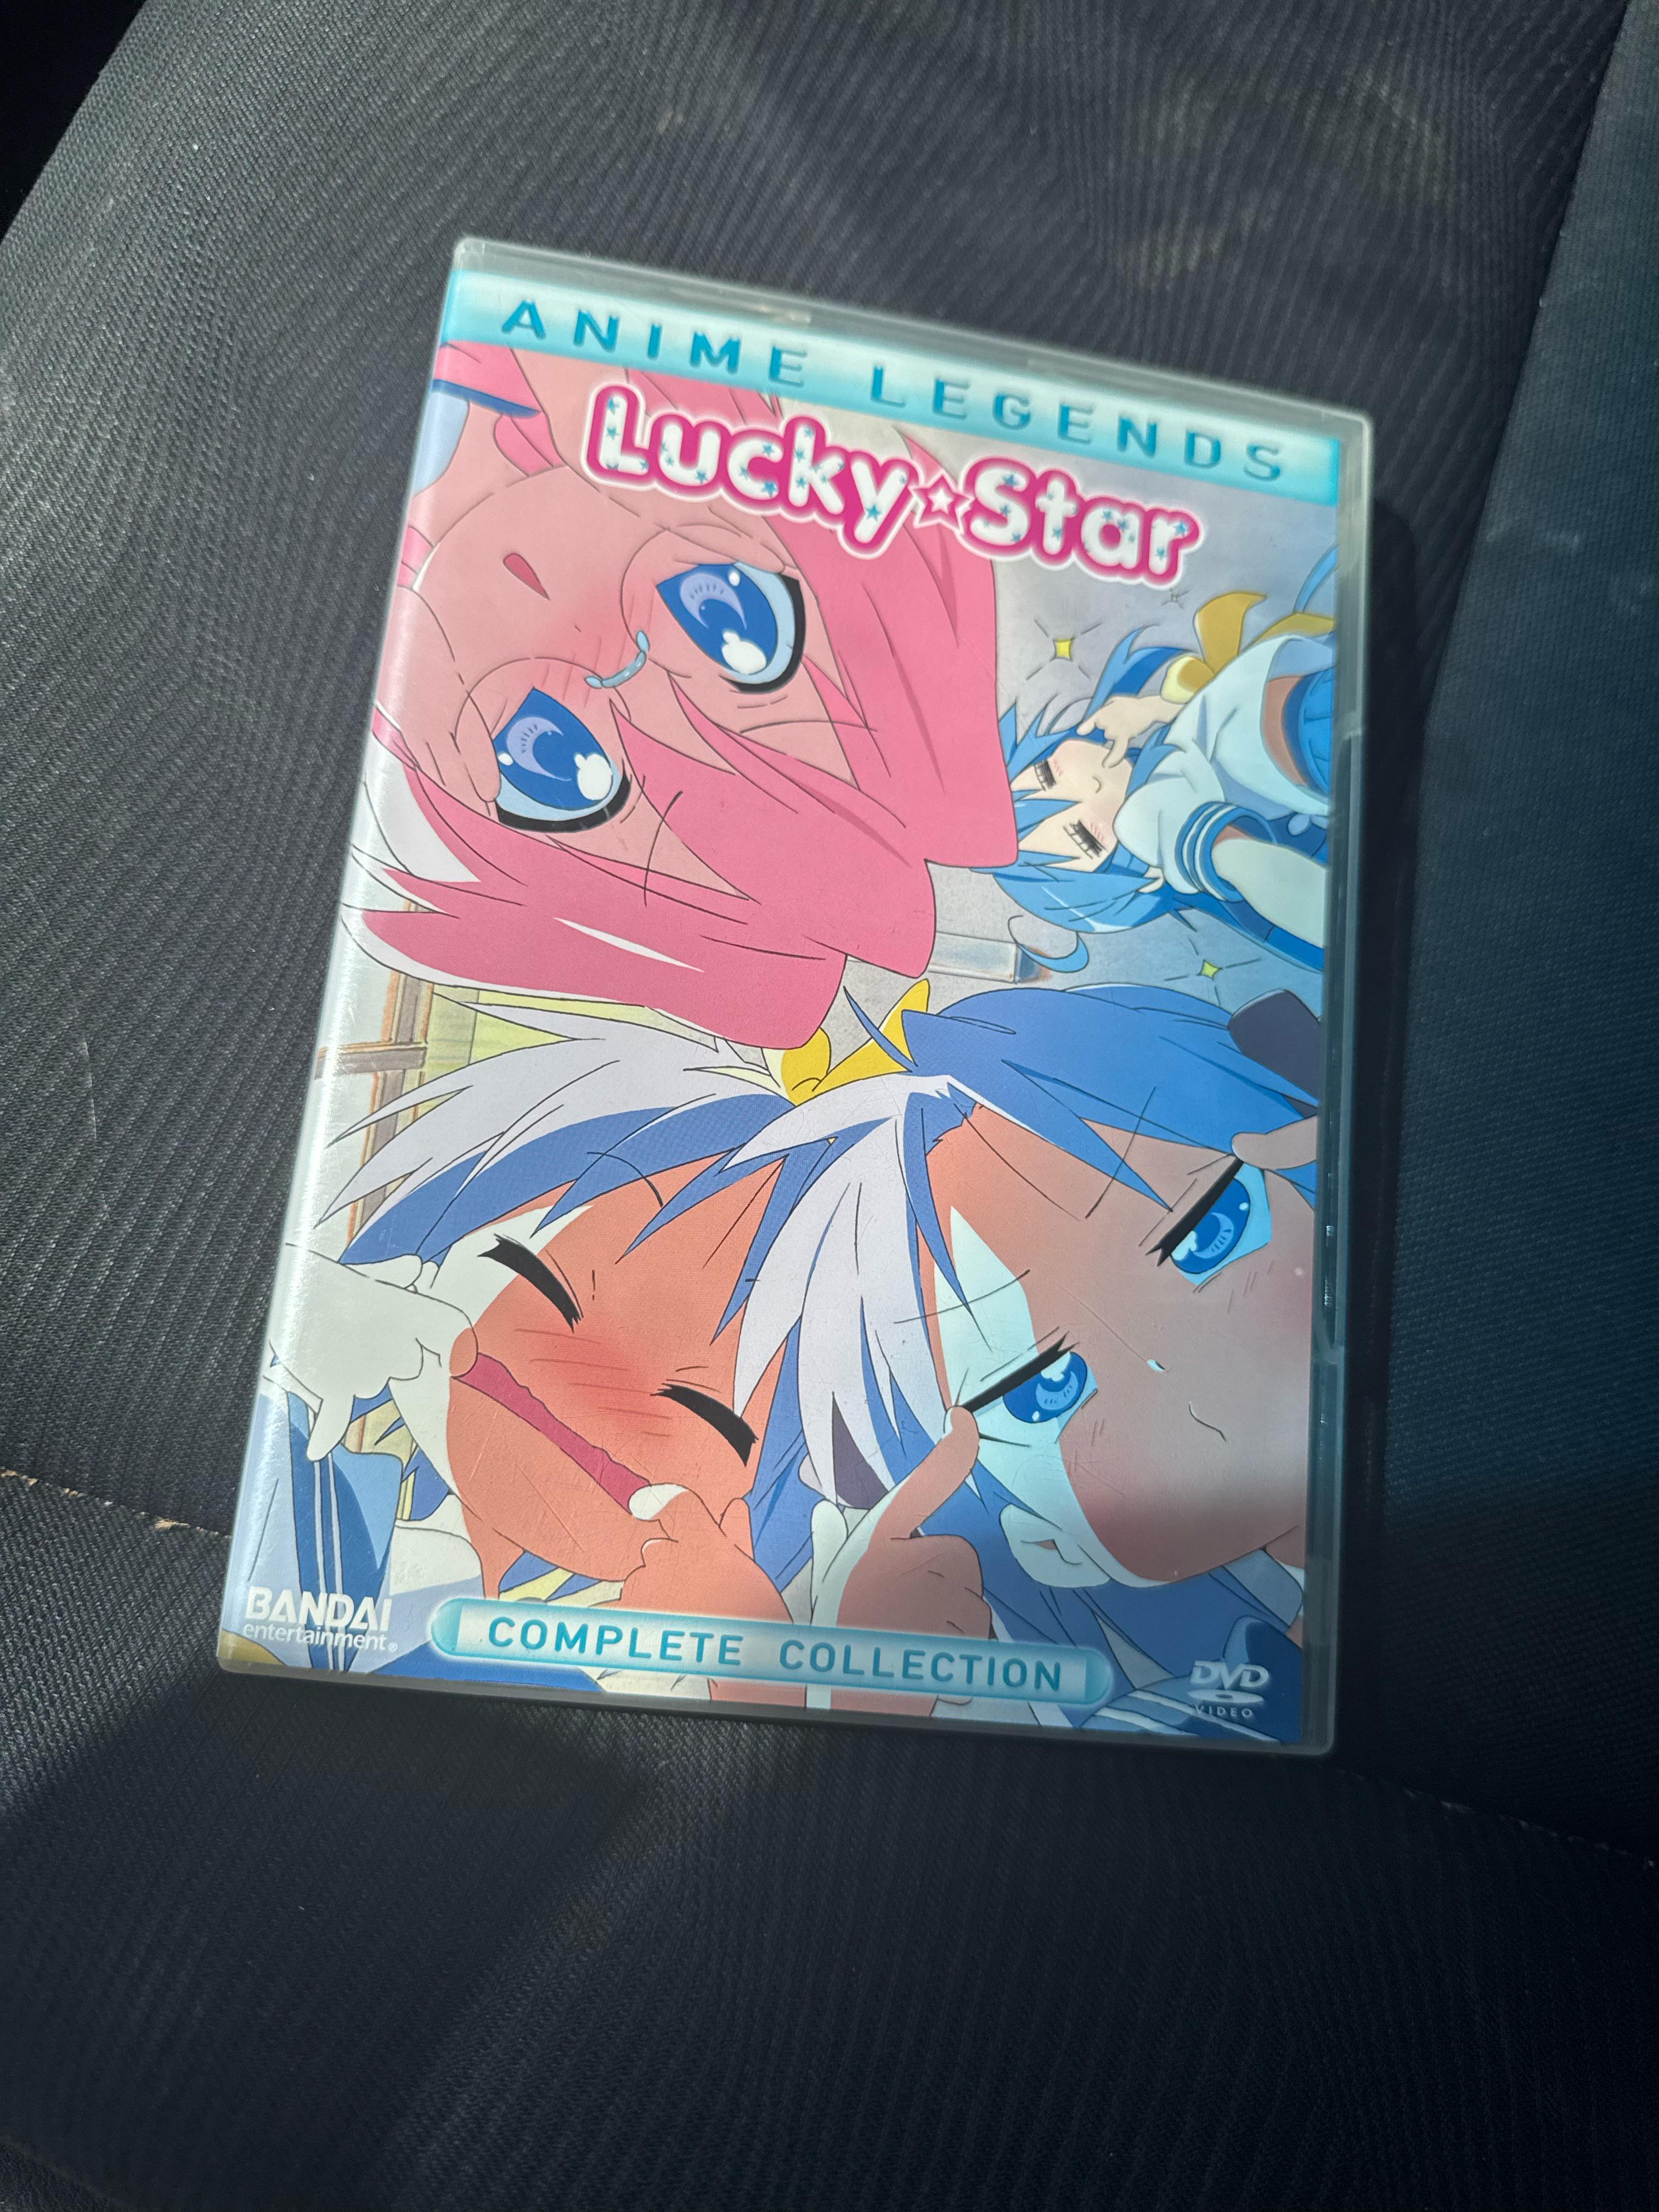 ANIME LEGENDS
Lucky☆Star
BANDAI
entertainment®
COMPLETE COLLECTION
DVD
VIDEO